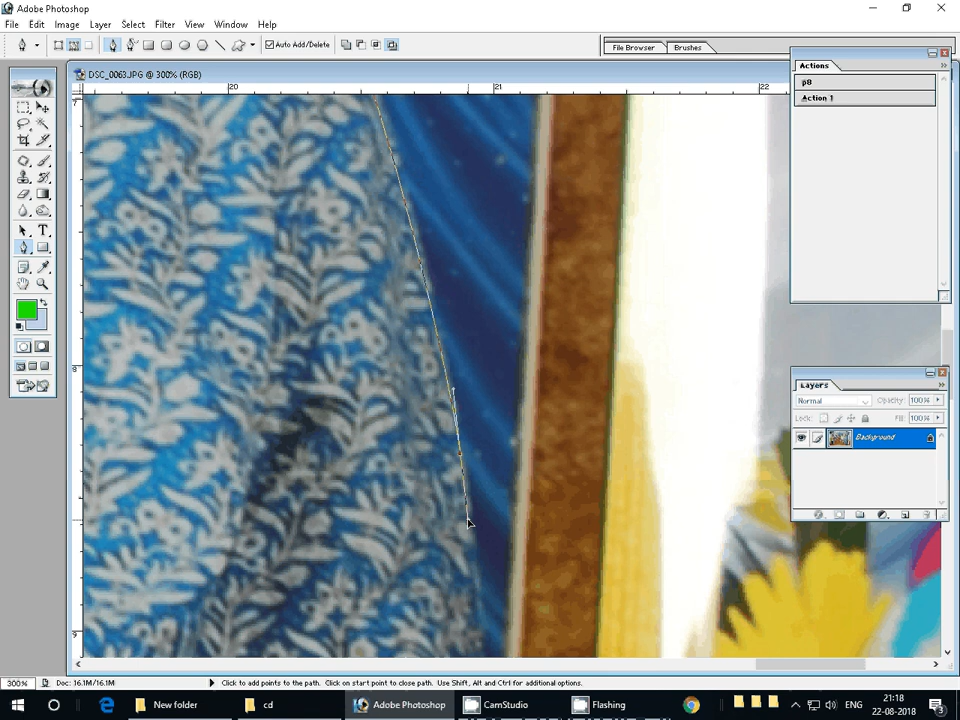 Adobe Photoshop
File Edit Image Layer Select Filter View Window Help
Auto Add/Delete
File Browser Brushes
DSC_0063.JPG @ 300% (RGB)
20 21 22
Actions
p8
Action 1
8
9
Layers
Normal Opacity: 100%
Lock: Fill: 100%
Background
300% Doc: 16.1M/16.1M Click to add points to the path. Click on start point to close path. Use Shift, Alt and Ctrl for additional options.
New folder cd Adobe Photoshop CamStudio Flashing ENG 21:18
22-08-2018
3